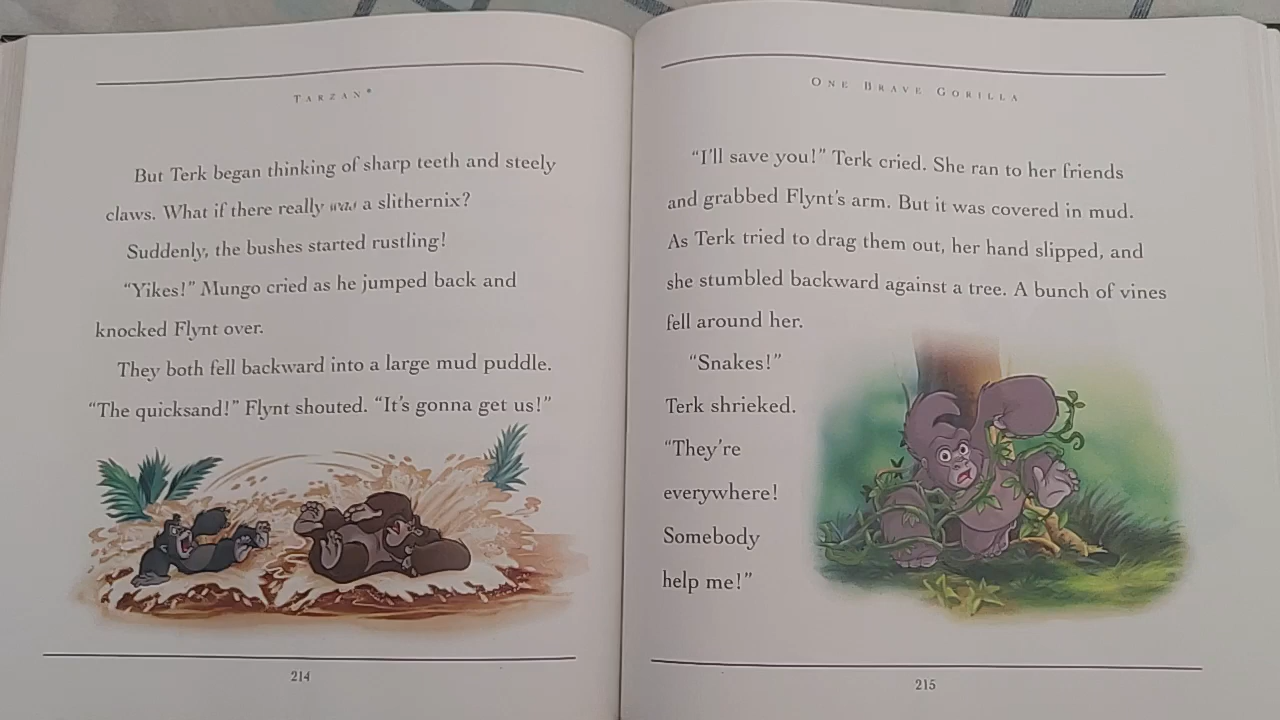 TARZAN®
But Terk began thinking of sharp teeth and steely
claws. What if there really was a slithernix?
Suddenly, the bushes started rustling!
“Yikes!” Mungo cried as he jumped back and
knocked Flynt over.
They both fell backward into a large mud puddle.
“The quicksand!” Flynt shouted. “It’s gonna get us!”
214
ONE BRAVE GORILLA
“I’ll save you!” Terk cried. She ran to her friends
and grabbed Flynt’s arm. But it was covered in mud.
As Terk tried to drag them out, her hand slipped, and
she stumbled backward against a tree. A bunch of vines
fell around her.
“Snakes!”
Terk shrieked.
“They’re
everywhere!
Somebody
help me!”
215